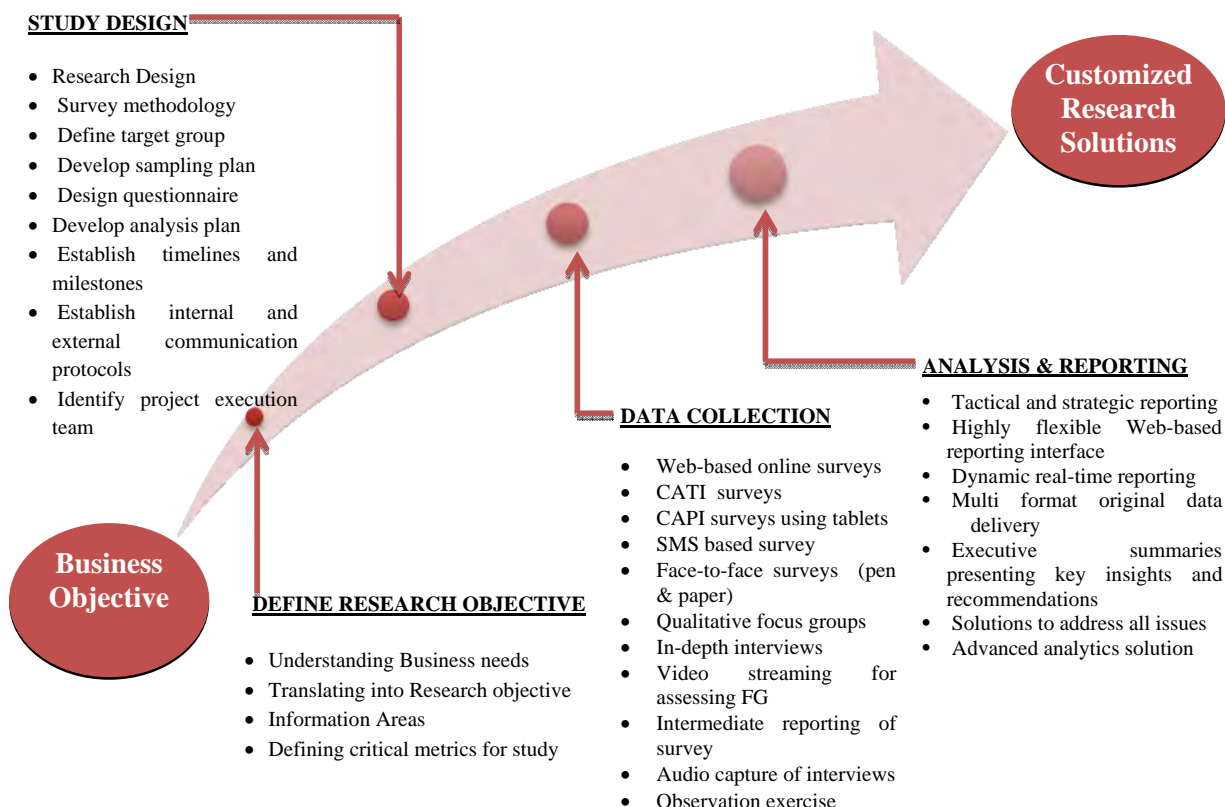 STUDY DESIGN
• Research Design
• Survey methodology
• Define target group
• Develop sampling plan
• Design questionnaire
• Develop analysis plan
• Establish timelines and
milestones
• Establish internal and
external communication
protocols
• Identify project execution
team
Customized
Research
Solutions
Business
Objective
DEFINE RESEARCH OBJECTIVE
• Understanding Business needs
• Translating into Research objective
• Information Areas
• Defining critical metrics for study
DATA COLLECTION
• Web-based online surveys
• CATI surveys
• CAPI surveys using tablets
• SMS based survey
• Face-to-face surveys (pen
& paper)
• Qualitative focus groups
• In-depth interviews
• Video streaming for
assessing FG
• Intermediate reporting of
survey
• Audio capture of interviews
• Observation exercise
ANALYSIS & REPORTING
• Tactical and strategic reporting
• Highly flexible Web-based
reporting interface
• Dynamic real-time reporting
• Multi format original data
delivery
• Executive summaries
presenting key insights and
recommendations
• Solutions to address all issues
• Advanced analytics solution